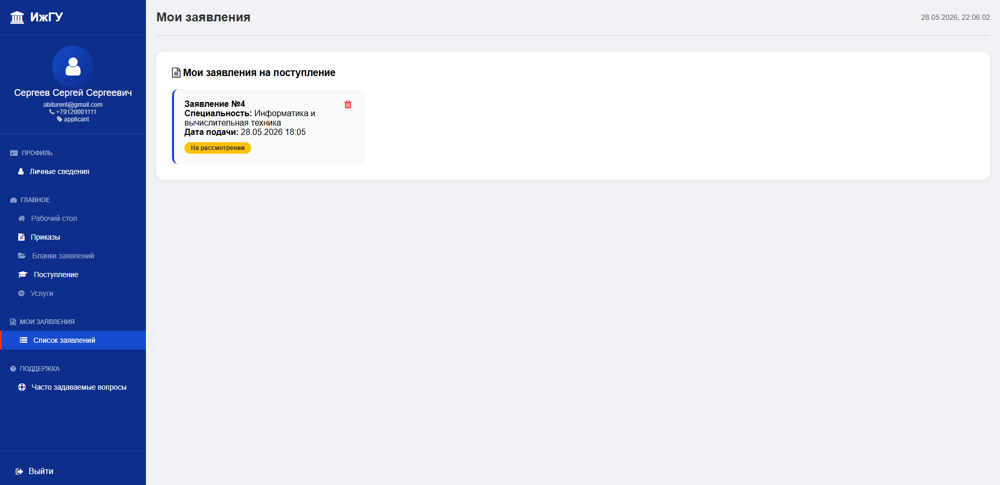 ИжГУ
Сергеев Сергей Сергеевич
abiturent@gmail.com
+79120001111
applicant
ПРОФИЛЬ
Личные сведения
ГЛАВНОЕ
Рабочий стол
Приказы
Бланки заявлений
Поступление
Услуги
МОИ ЗАЯВЛЕНИЯ
Список заявлений
ПОДДЕРЖКА
Часто задаваемые вопросы
Выйти
Мои заявления
28.05.2026, 22:06:02
Мои заявления на поступление
Заявление №4
Специальность: Информатика и
вычислительная техника
Дата подачи: 28.05.2026 18:05
На рассмотрении